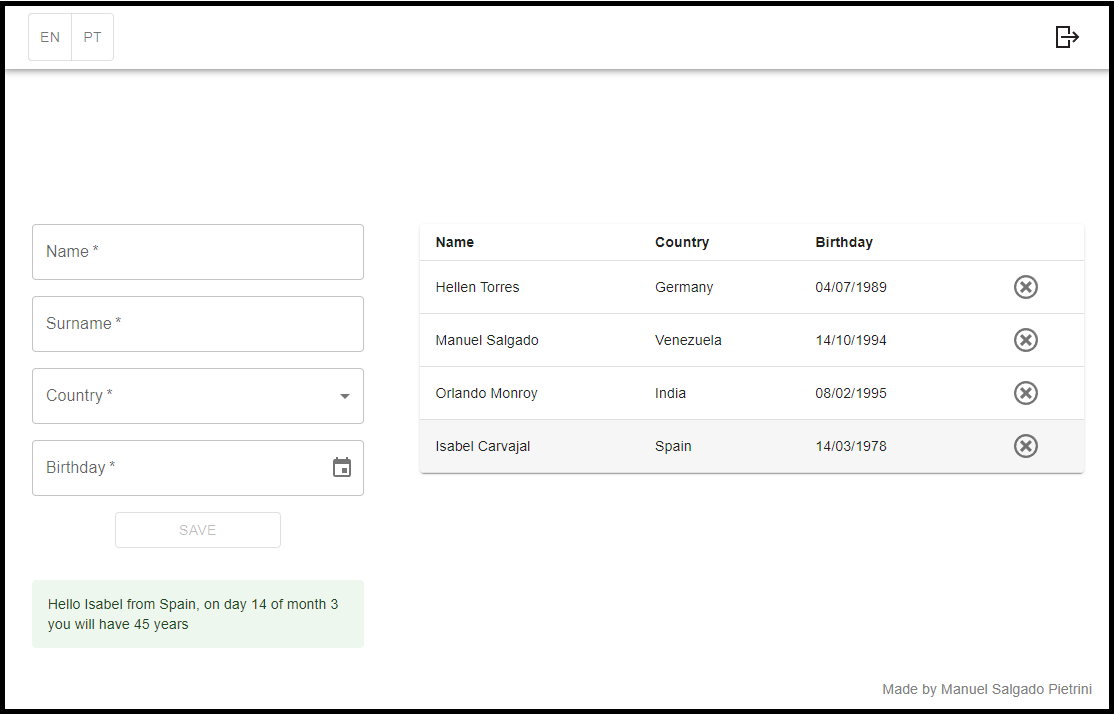 EN PT
Name *
Surname *
Country *
Birthday *
SAVE
Hello Isabel from Spain, on day 14 of month 3
you will have 45 years
Name Country Birthday
Hellen Torres Germany 04/07/1989
Manuel Salgado Venezuela 14/10/1994
Orlando Monroy India 08/02/1995
Isabel Carvajal Spain 14/03/1978
Made by Manuel Salgado Pietrini